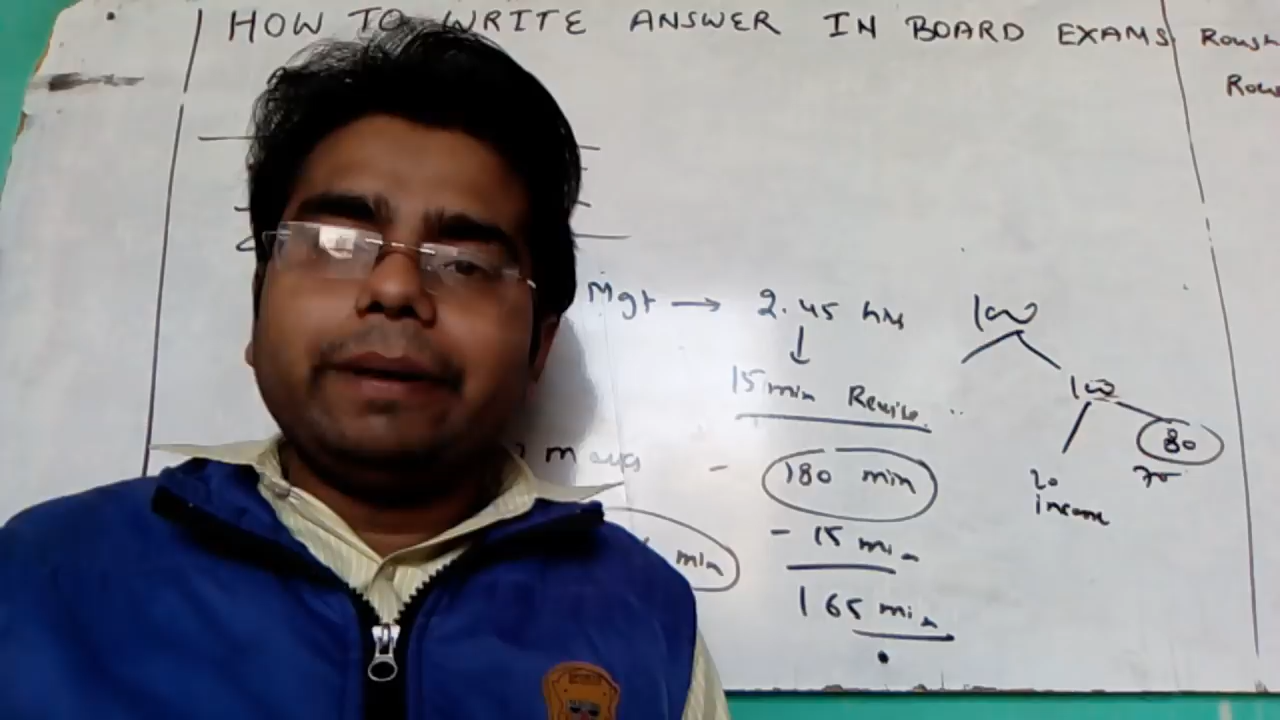 HOW TO WRITE ANSWER IN BOARD EXAMS
Rough
Mgt → 2.45 hrs
15 min Revise
180 min
- 15 min
165 min
min
100
100
80
20
income